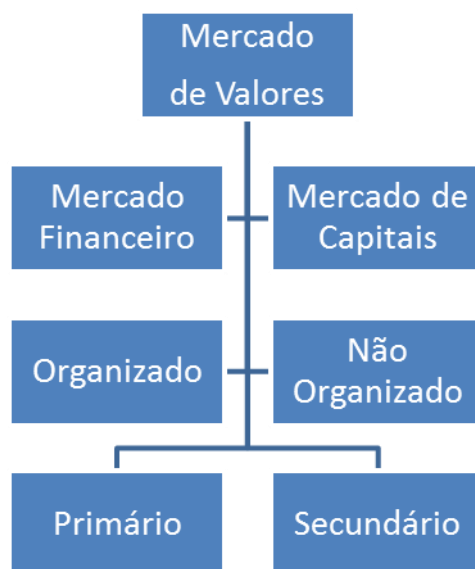 Mercado
de Valores
Mercado
Financeiro
Mercado de
Capitais
Organizado
Não
Organizado
Primário
Secundário